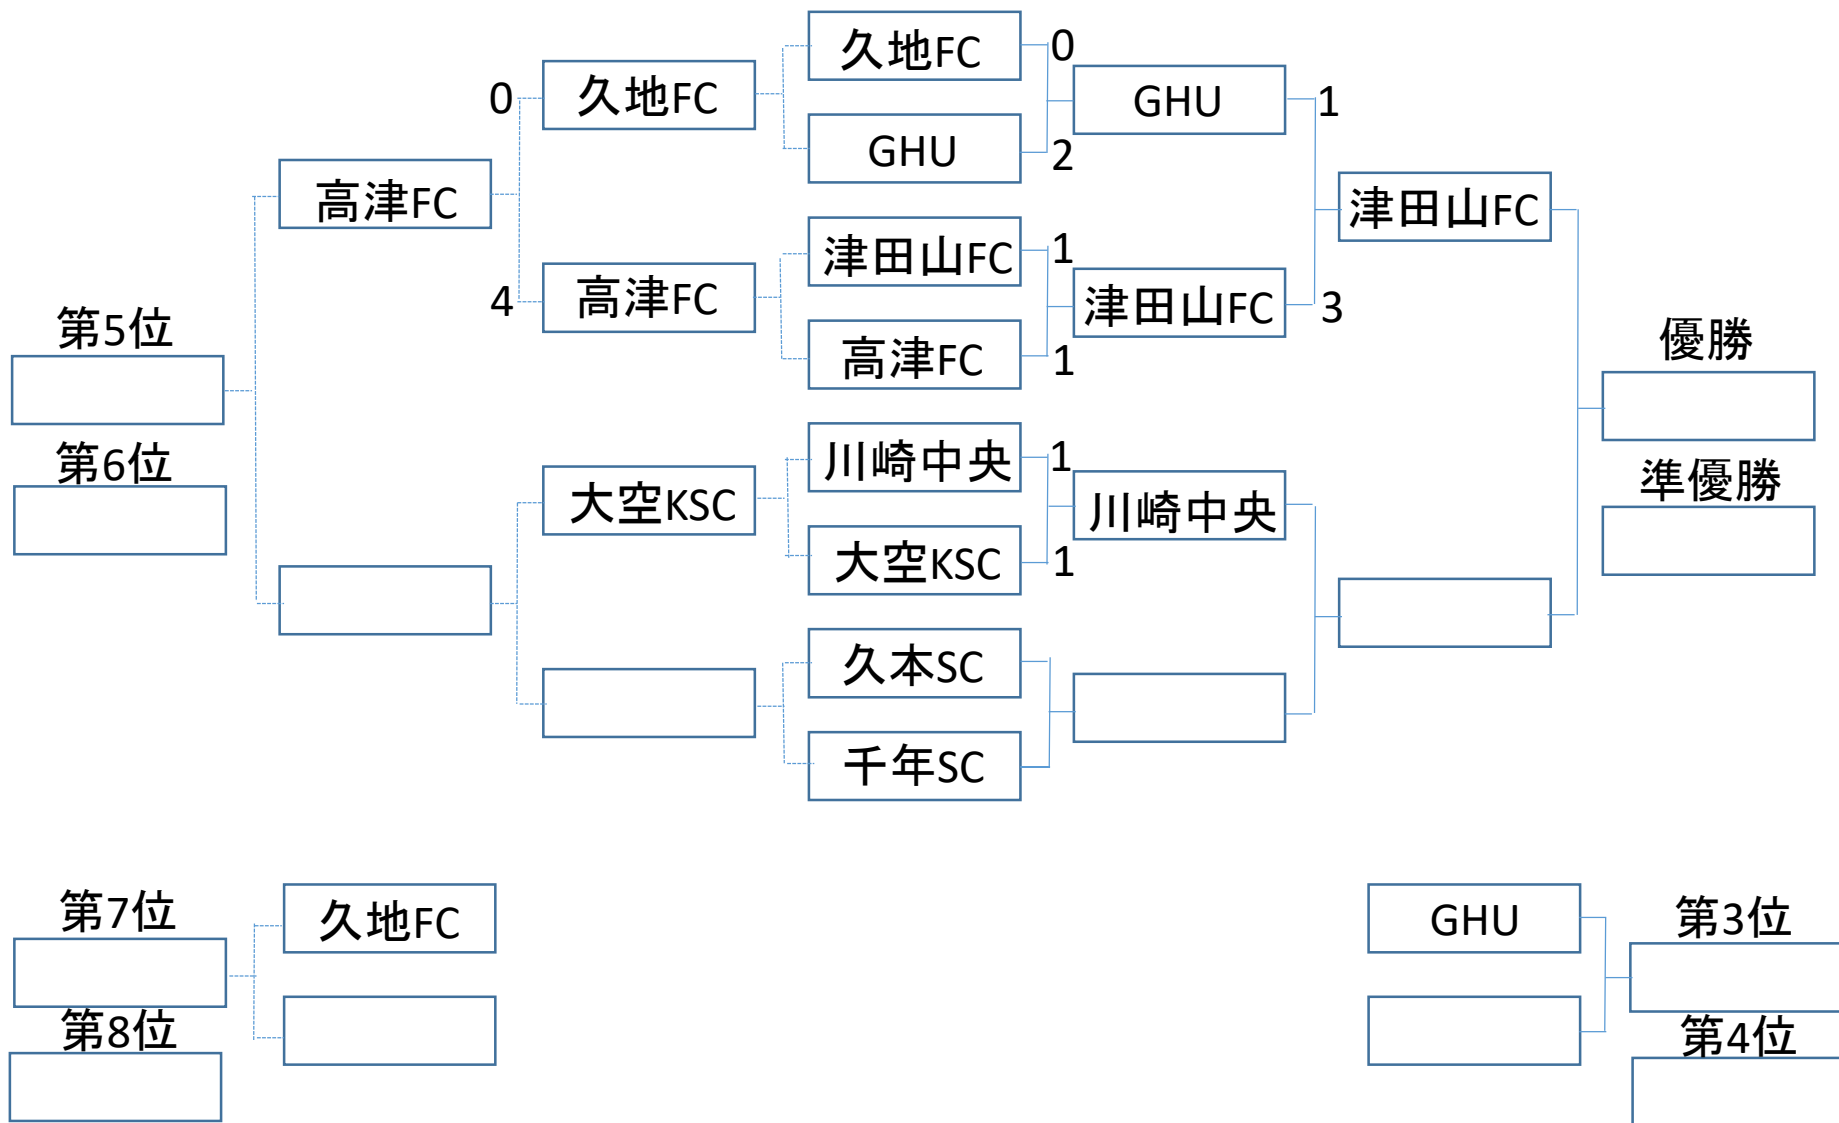 久地FC
0
0
久地FC
GHU
1
GHU
2
高津FC
津田山FC
津田山FC
1
4
高津FC
津田山FC
3
第5位
高津FC
1
優勝
第6位
川崎中央
1
大空KSC
川崎中央
準優勝
大空KSC
1
久本SC
千年SC
第7位
久地FC
GHU
第3位
第8位
第4位